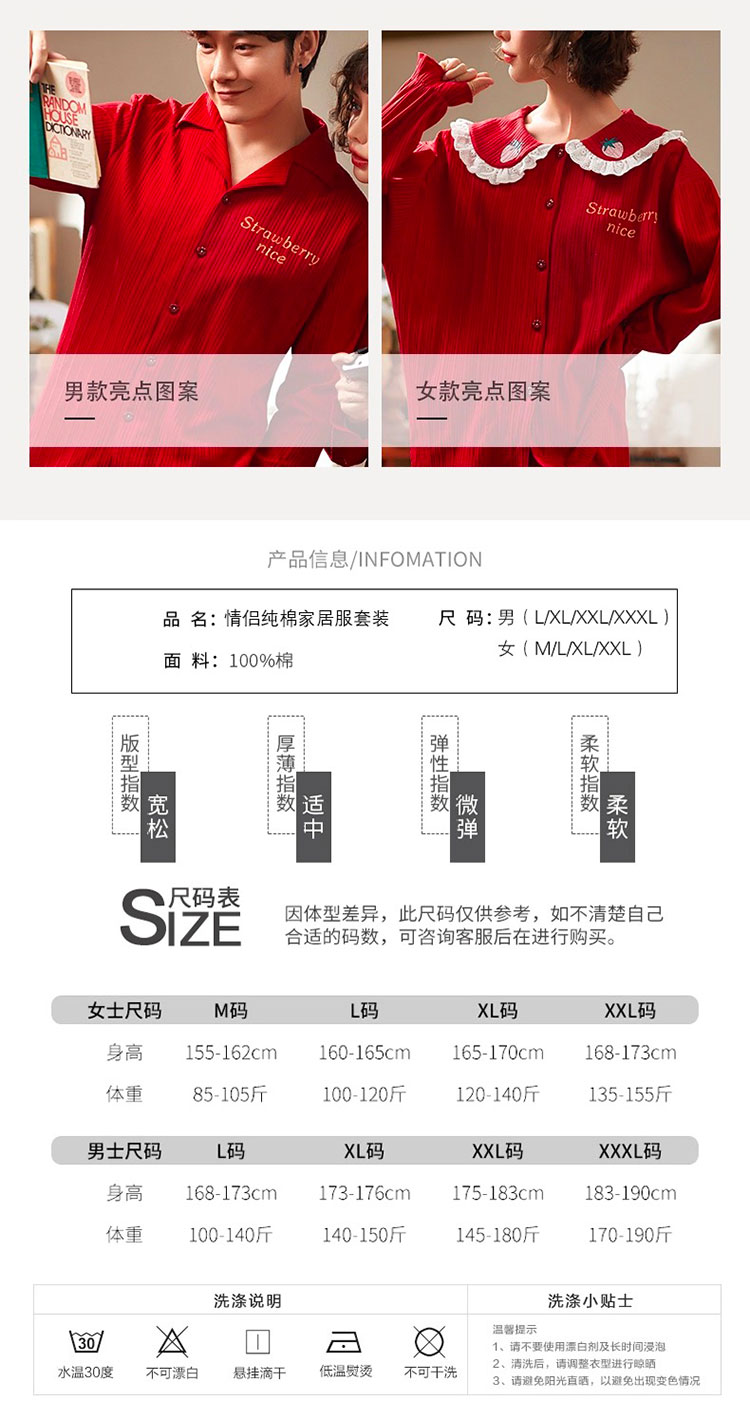 THE
RANDOM
HOUSE
DICTIONARY
Strawberry
nice
Strawberry
nice
男款亮点图案
女款亮点图案
产品信息/INFOMATION
品 名：情侣纯棉家居服套装
尺 码：男（L/XL/XXL/XXXL）
女（M/L/XL/XXL）
面 料：100%棉
版型指数
宽松
厚薄指数
适中
弹性指数
微弹
柔软指数
柔软
尺码表
SIZE
因体型差异，此尺码仅供参考，如不清楚自己
合适的码数，可咨询客服后在进行购买。
女士尺码 M码 L码 XL码 XXL码
身高 155-162cm 160-165cm 165-170cm 168-173cm
体重 85-105斤 100-120斤 120-140斤 135-155斤
男士尺码 L码 XL码 XXL码 XXXL码
身高 168-173cm 173-176cm 175-183cm 183-190cm
体重 100-140斤 140-150斤 145-180斤 170-190斤
洗涤说明
30
水温30度 不可漂白 悬挂滴干 低温熨烫 不可干洗
洗涤小贴士
温馨提示
1、请不要使用漂白剂及长时间浸泡
2、清洗后，请调整衣型进行晾晒
3、请避免阳光直晒，以避免出现变色情况